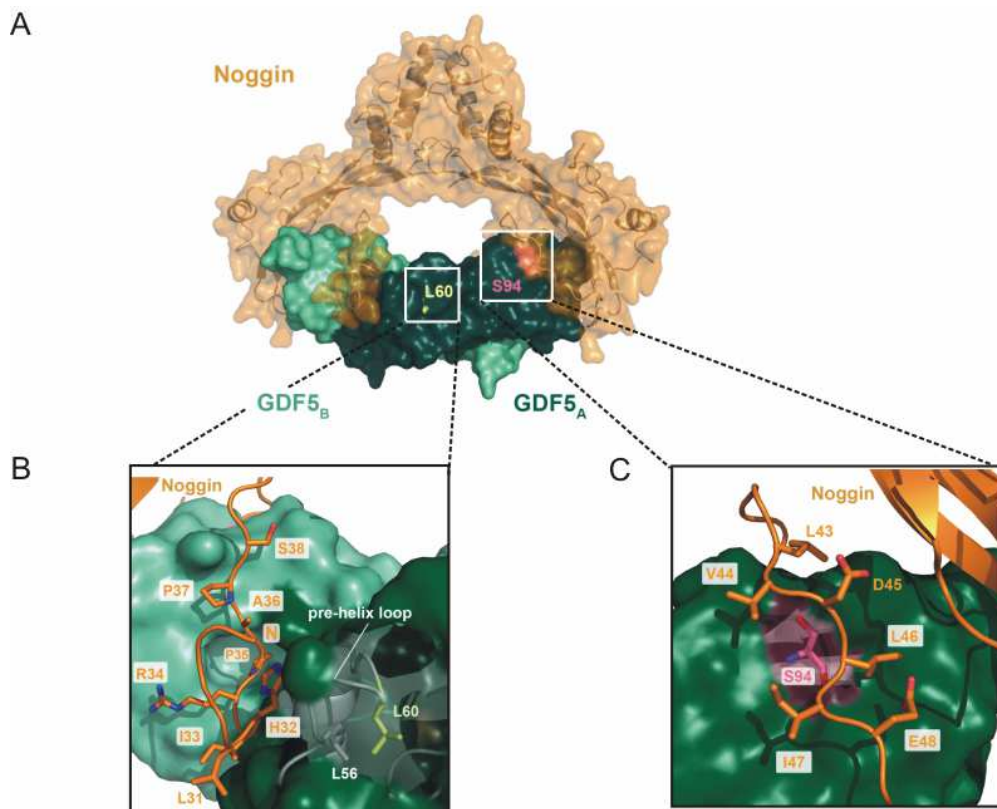 A
Noggin
L60
S94
GDF5B
GDF5A
B
Noggin
S38
P37
A36
pre-helix loop
N
P35
R34
L60
H32
I33
L56
L31
C
Noggin
L43
V44
D45
L46
S94
E48
I47